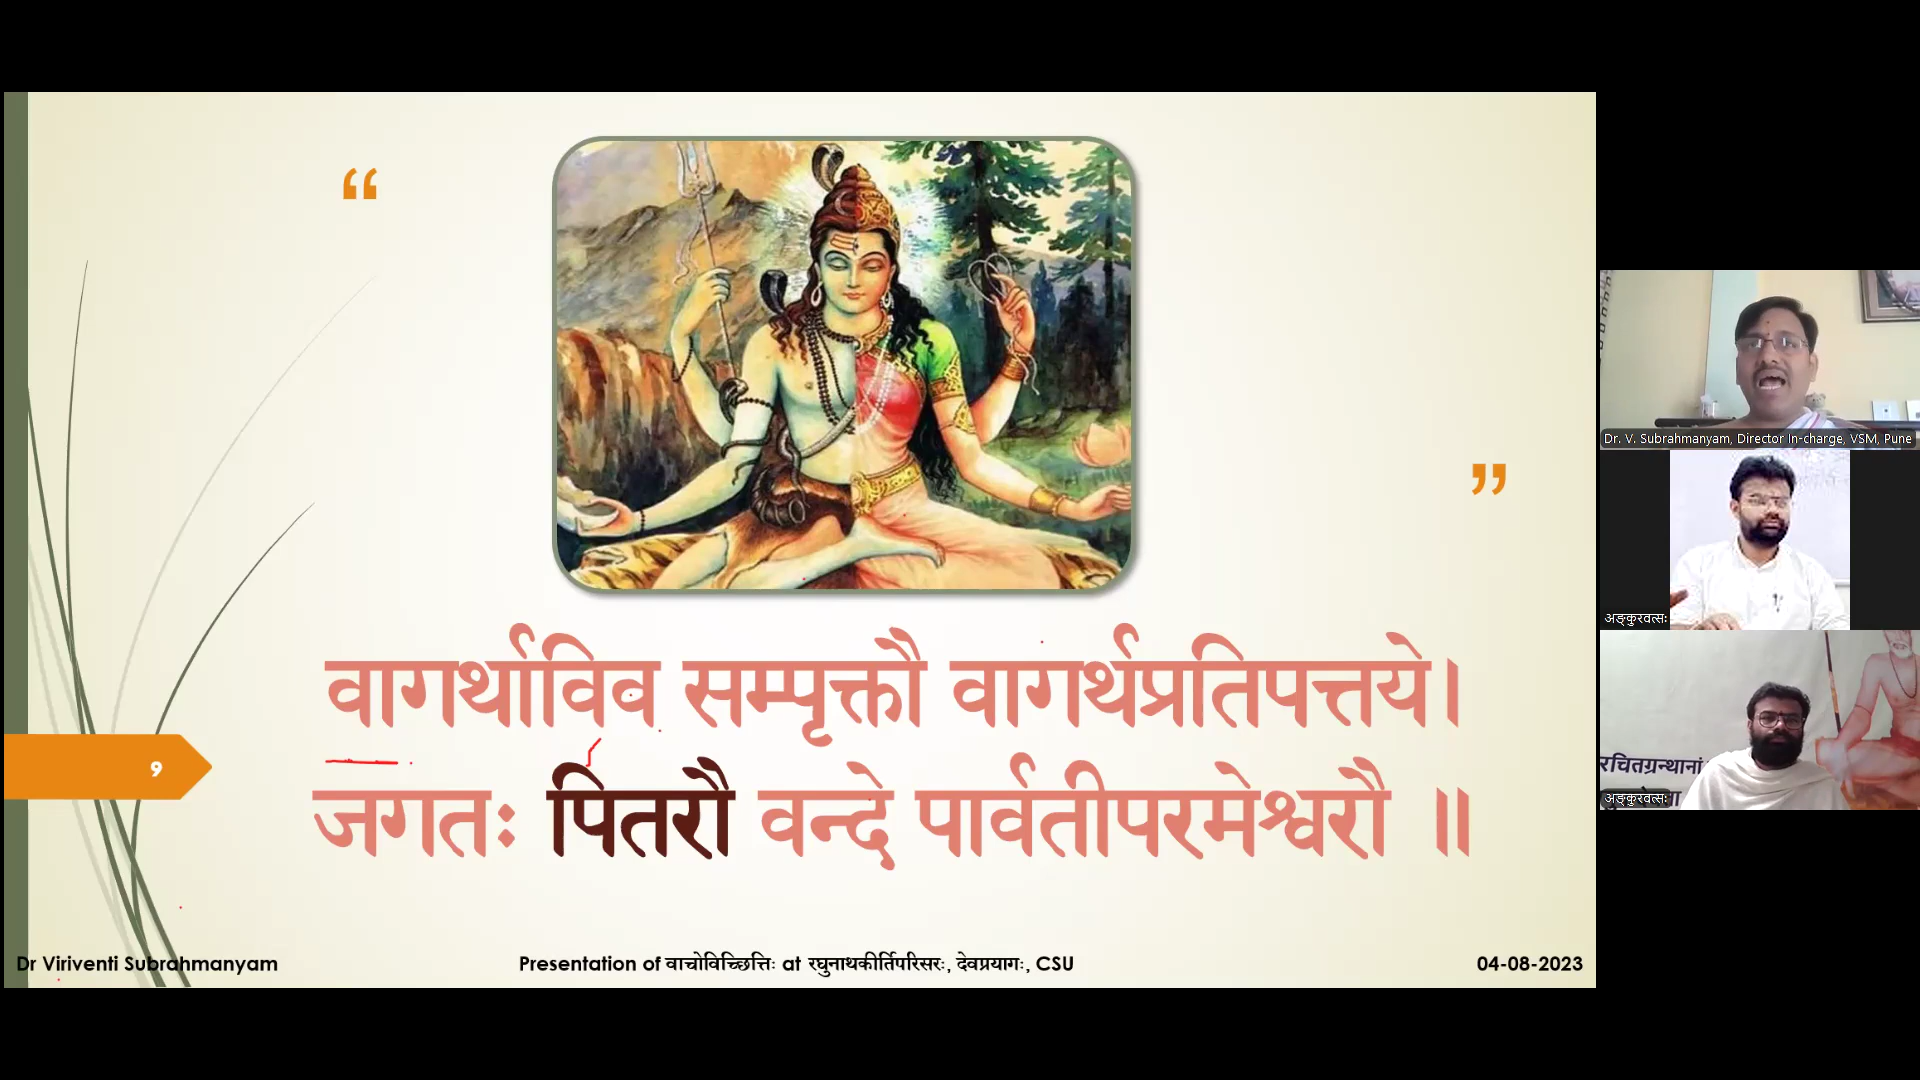 “
वागर्थाविव सम्पृक्तौ वागर्थप्रतिपत्तये।
जगतः पितरौ वन्दे पार्वतीपरमेश्वरौ ॥
”
9
Dr Viriventi Subrahmanyam
Presentation of वाचोविच्छित्तिः at रघुनाथकीर्तिपरिसरः, देवप्रयागः, CSU
04-08-2023
Dr. V. Subrahmanyam, Director In-charge, VSM, Pune
अङ्कुरवत्सः
रचितग्रन्थानां
अङ्कुरवत्सः